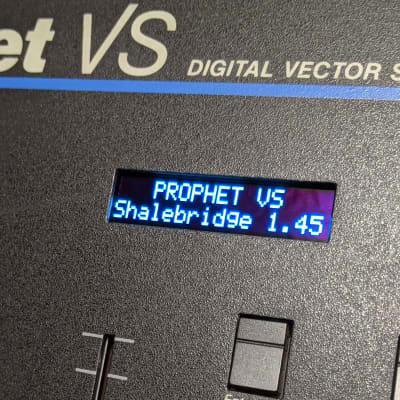 et VS
DIGITAL VECTOR S
PROPHET VS
Shalebridge 1.45